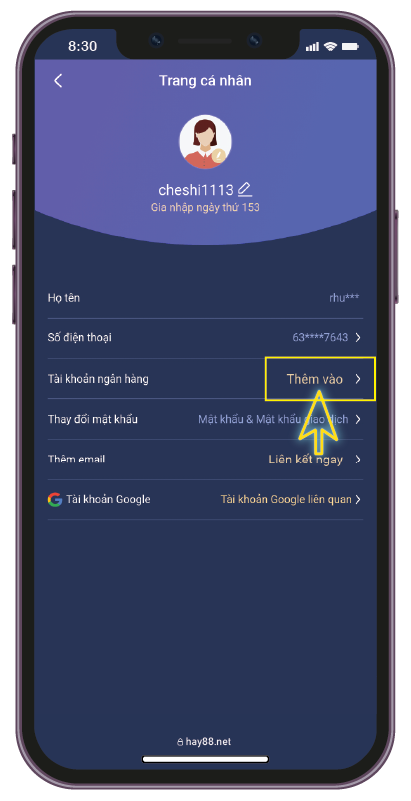 8:30
Trang cá nhân
cheshi1113
Gia nhập ngày thứ 153
Họ tên rhu***
Số điện thoại 63****7643
Tài khoản ngân hàng Thêm vào
Thay đổi mật khẩu Mật khẩu & Mật khẩu giao dịch
Thêm email Liên kết ngay
Tài khoản Google Tài khoản Google liên quan
hay88.net